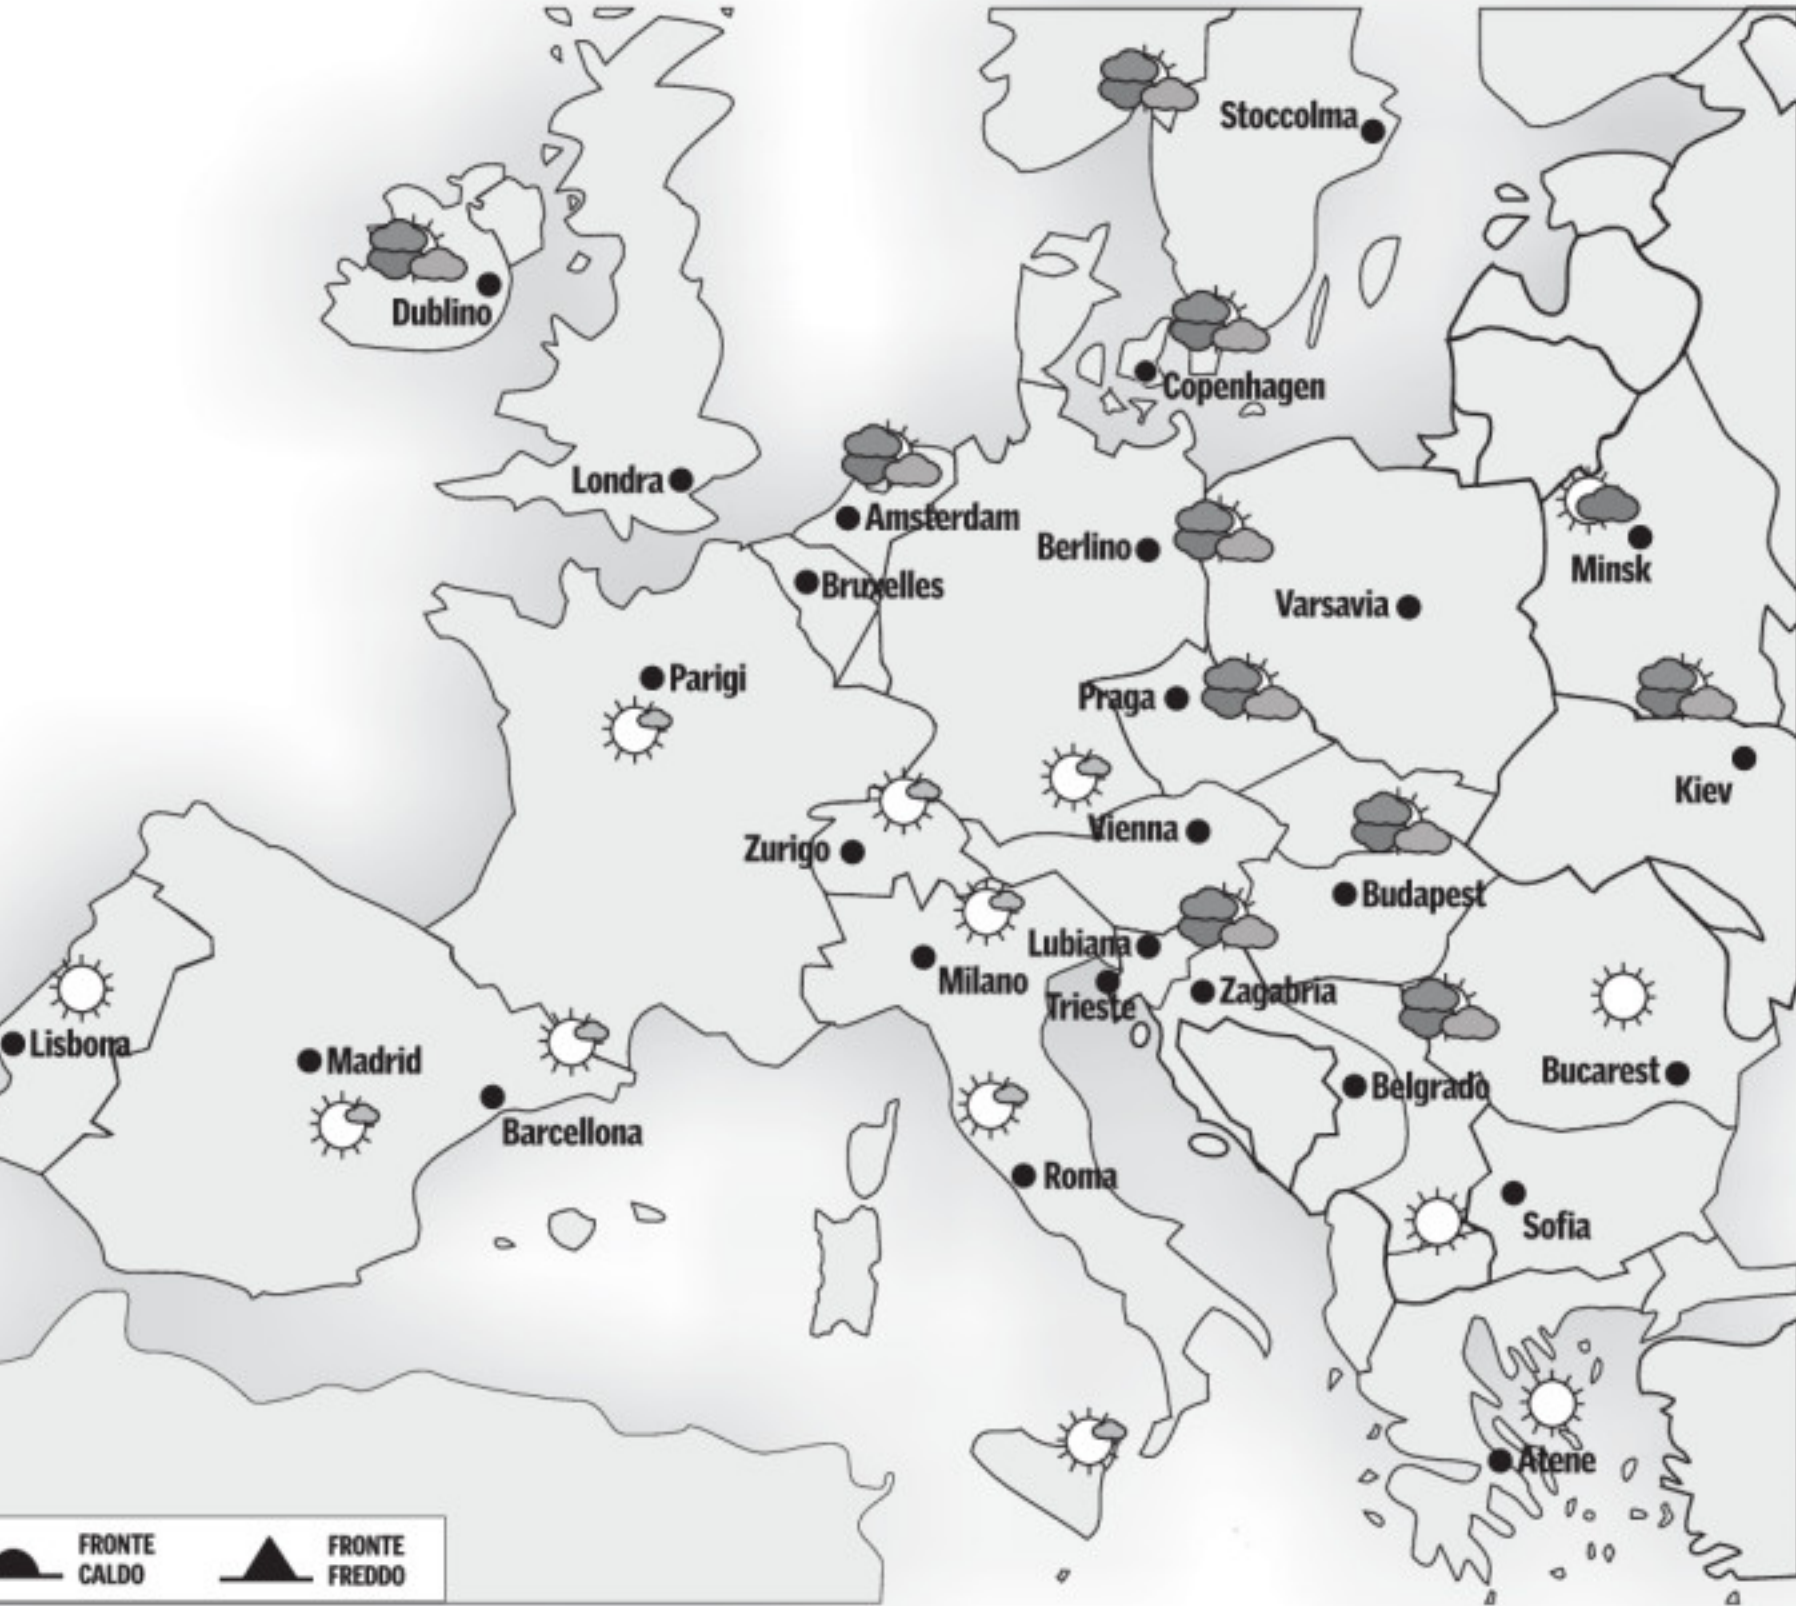 Stoccolma
Dublino
Copenhagen
Londra
Amsterdam
Berlino
Minsk
Bruxelles
Varsavia
Parigi
Praga
Kiev
Vienna
Zurigo
Budapest
Lubiana
Milano
Trieste
Zagabria
Lisbona
Madrid
Bucarest
Belgrado
Barcellona
Roma
Sofia
Atene
FRONTE
CALDO
FRONTE
FREDDO